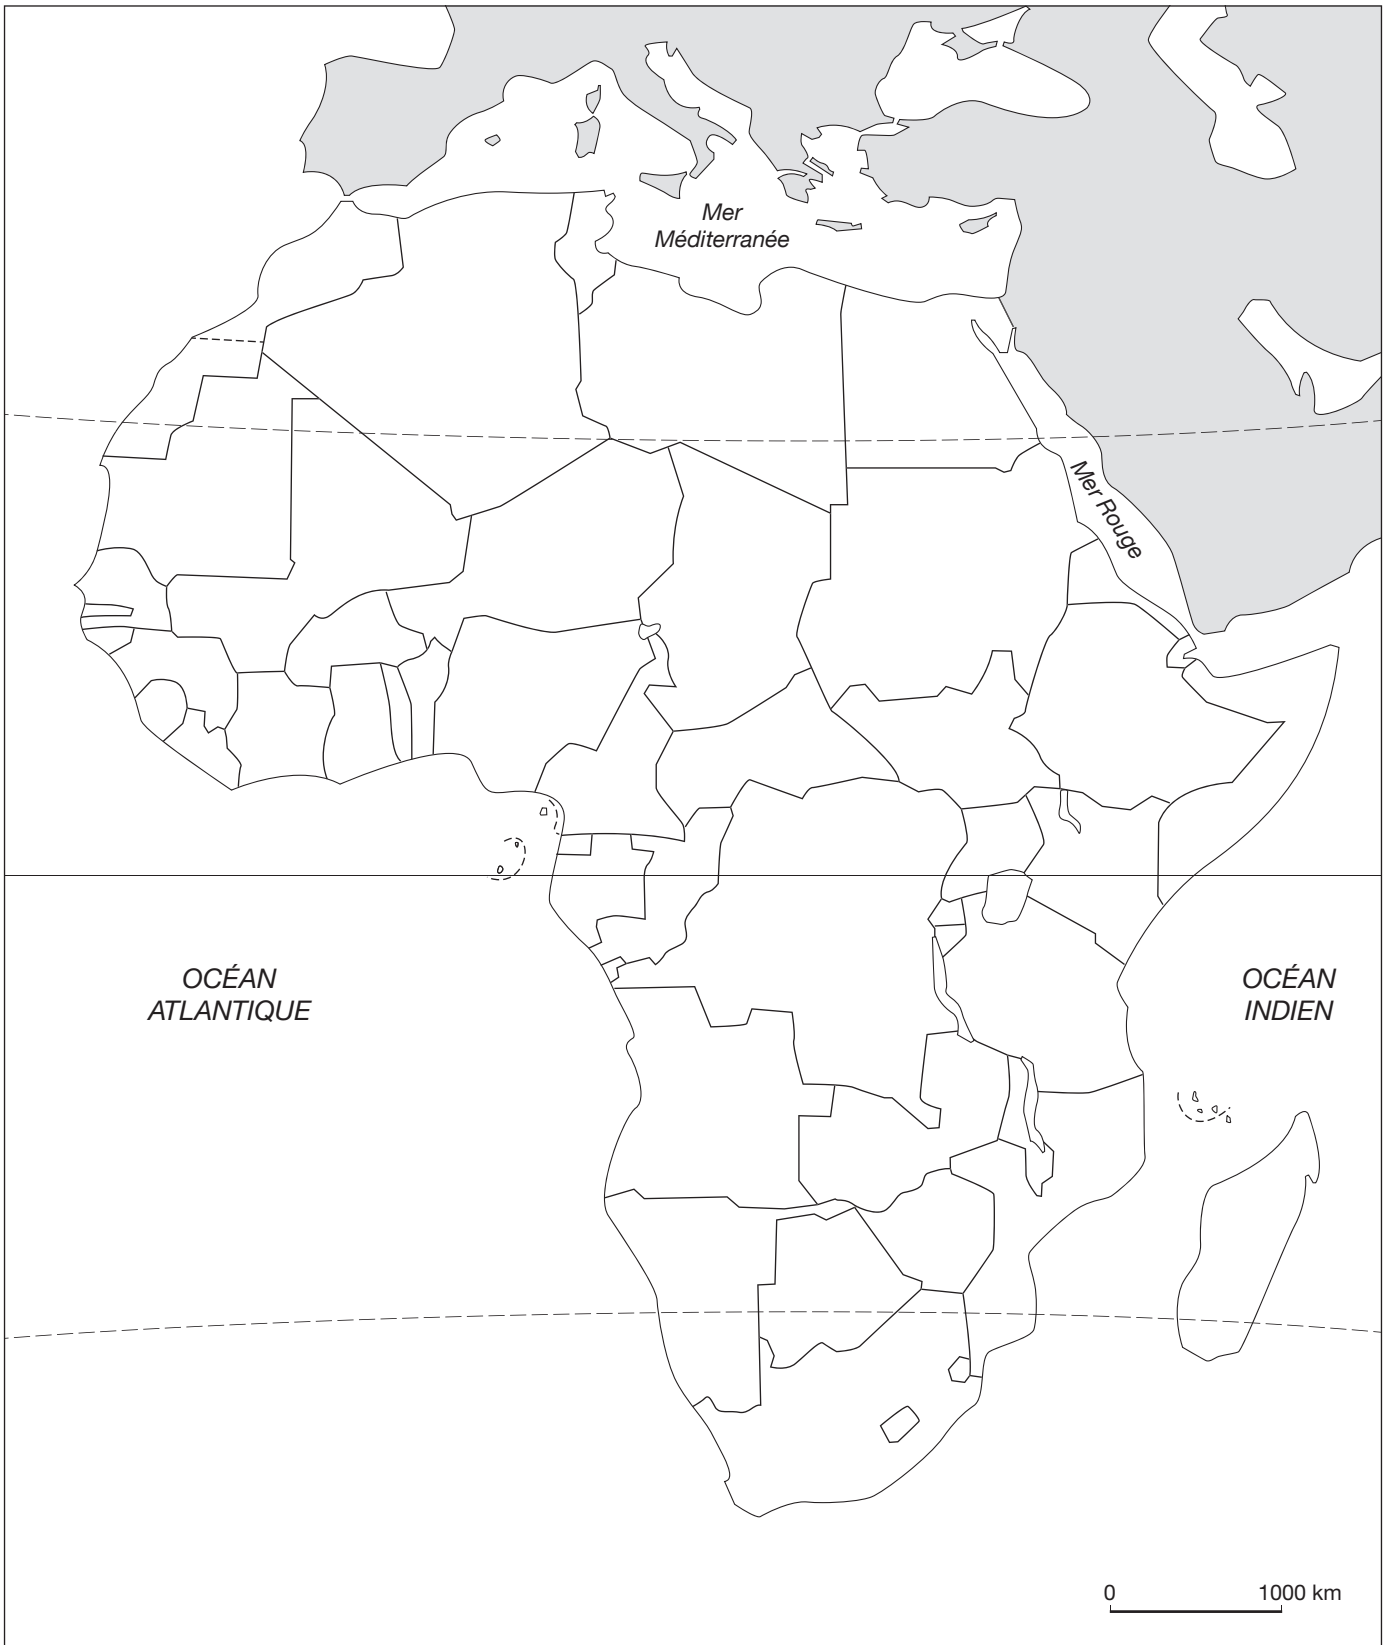 Mer
Méditerranée
Mer Rouge
OCÉAN
ATLANTIQUE
OCÉAN
INDIEN
0 1000 km